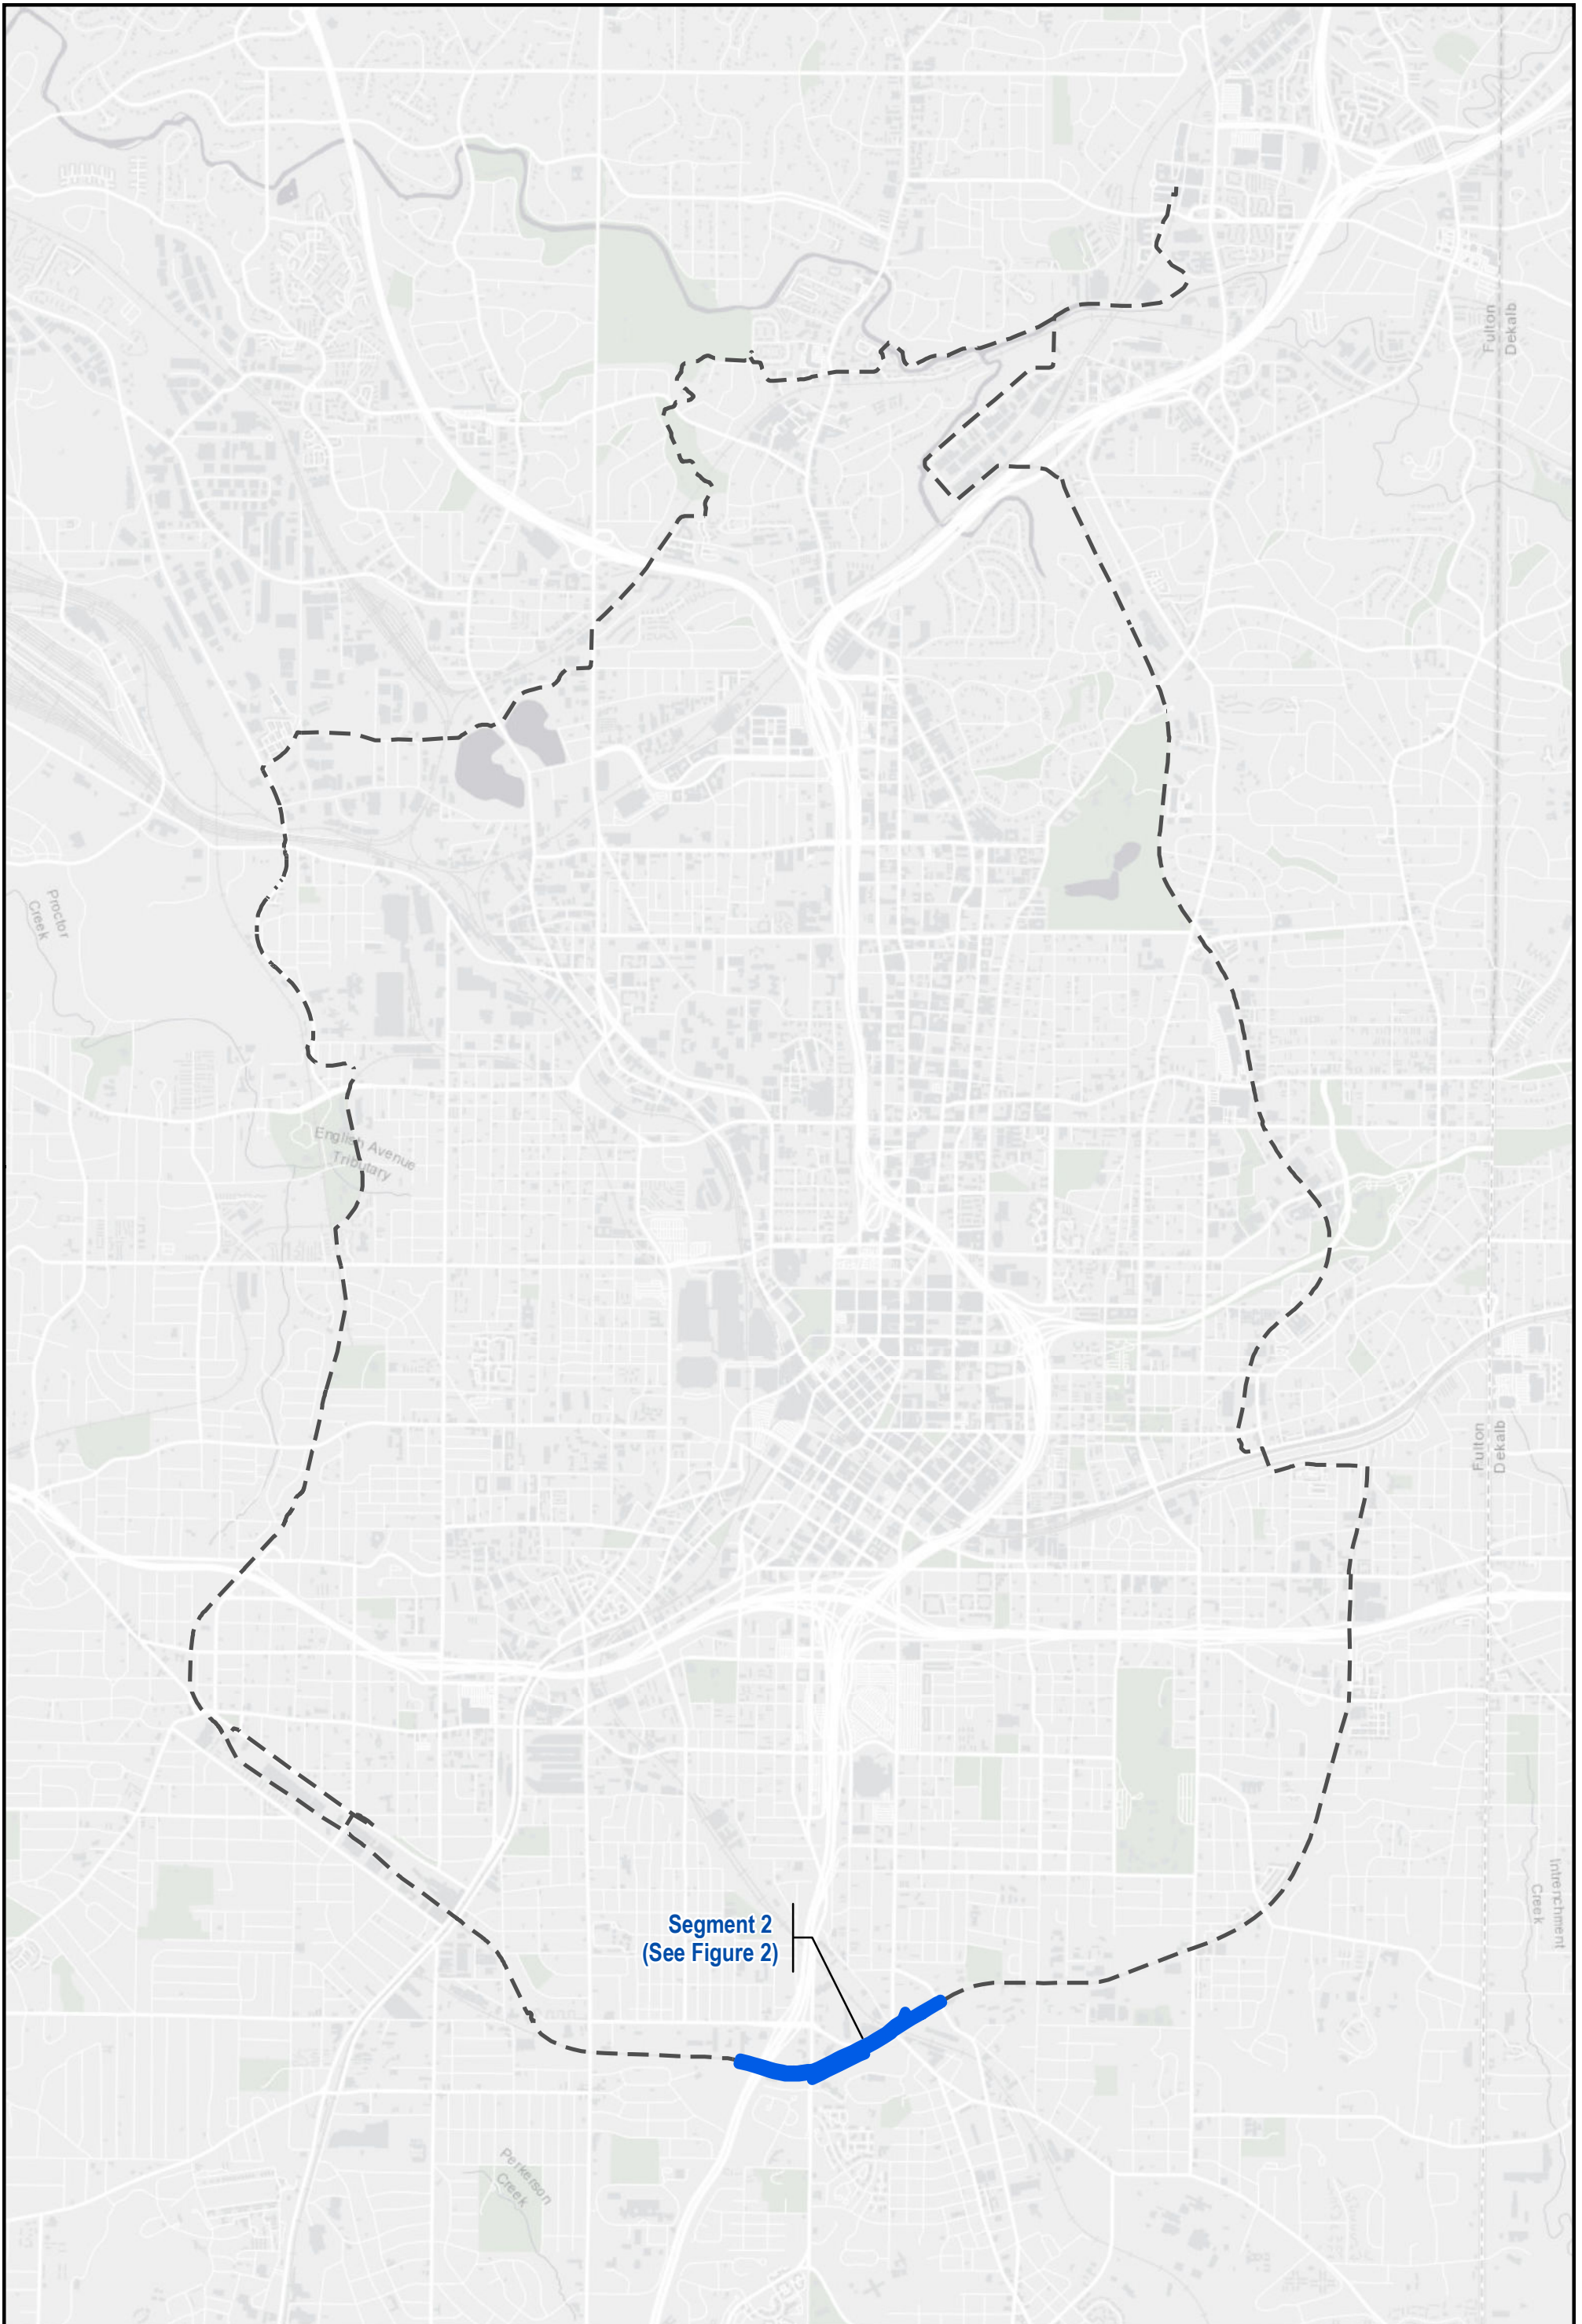 Fulton
Dekalb
Proctor
Creek
English Avenue
Tributary
Fulton
Dekalb
Intrenchment
Creek
Segment 2
(See Figure 2)
Perkerson
Creek